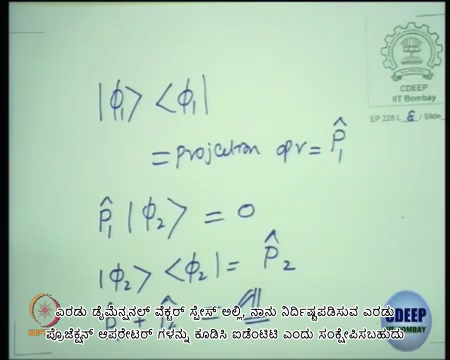 CDEEP
IIT Bombay
EP 228 L 6 / Slide
|ϕ₁⟩ ⟨ϕ₁|
= projection opr = P̂₁
P̂₁ |ϕ₂⟩ = 0
|ϕ₂⟩ ⟨ϕ₂| = P̂₂
ಎರಡು ಡೈಮೆನ್ಷನಲ್ ವೆಕ್ಟರ್ ಸ್ಪೇಸ್ ಅಲ್ಲಿ, ನಾನು ನಿರ್ದಿಷ್ಟಪಡಿಸುವ ಎರಡು
ಪ್ರೊಜೆಕ್ಷನ್ ಆಪರೇಟರ್ ಗಳನ್ನು ಕೂಡಿಸಿ ಐಡೆಂಟಿಟಿ ಎಂದು ಸಂಕ್ಷೇಪಿಸಬಹುದು
CDEEP
IIT Bombay